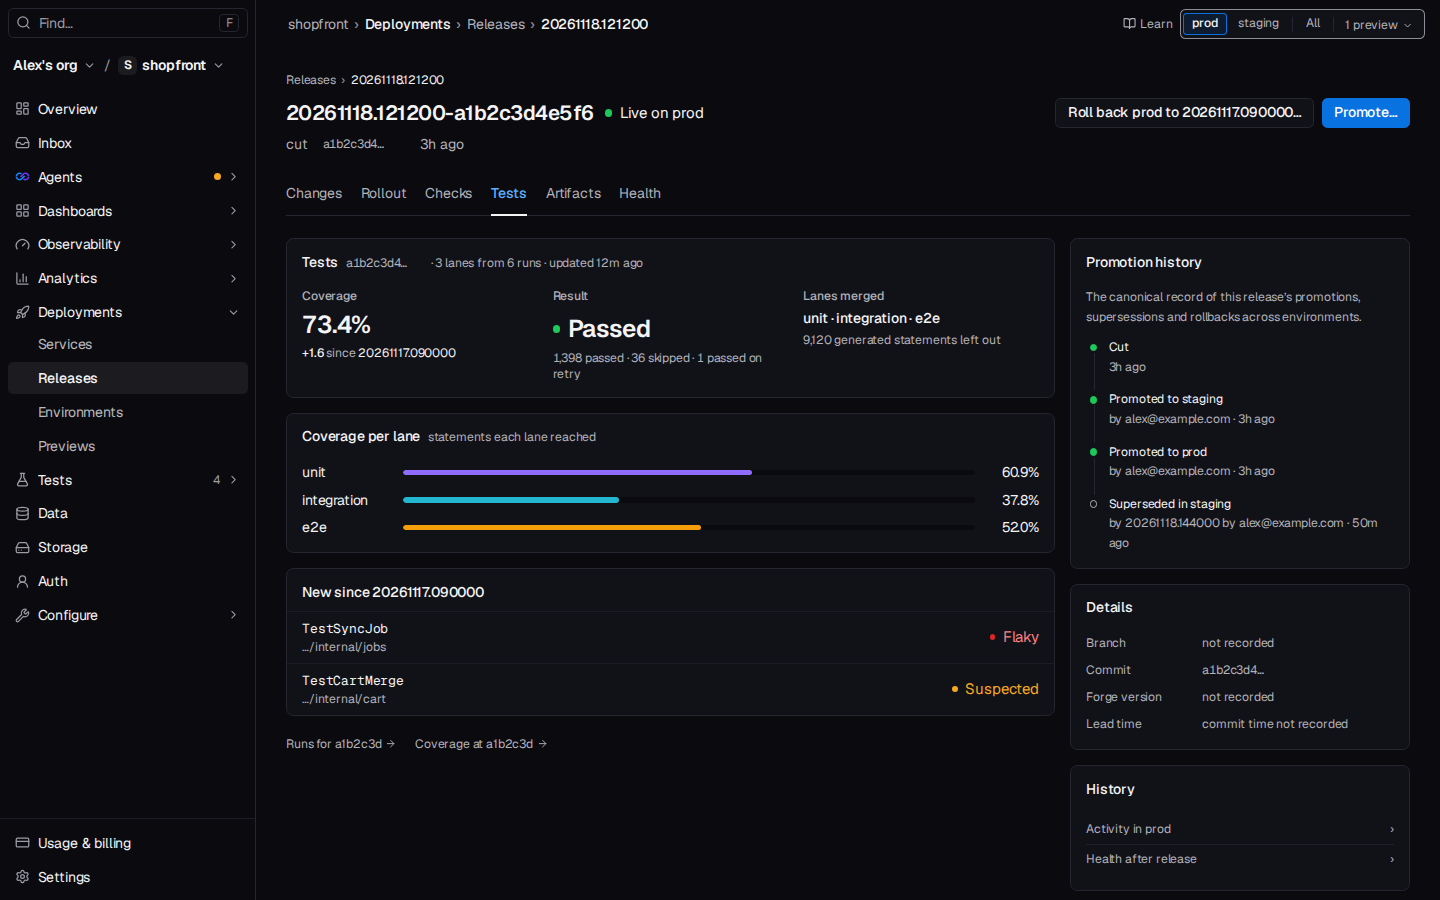 Find...
F
Alex's org
/
S
shopfront
Overview
Inbox
Agents
Dashboards
Observability
Analytics
Deployments
Services
Releases
Environments
Previews
Tests
4
Data
Storage
Auth
Configure
Usage & billing
Settings
shopfront › Deployments › Releases › 20261118.121200
Learn
prod
staging
All
1 preview
Releases › 20261118.121200
20261118.121200-a1b2c3d4e5f6
Live on prod
Roll back prod to 20261117.090000...
Promote...
cut a1b2c3d4... 3h ago
Changes
Rollout
Checks
Tests
Artifacts
Health
Tests a1b2c3d4... · 3 lanes from 6 runs · updated 12m ago
Coverage
73.4%
+1.6 since 20261117.090000
Result
Passed
1,398 passed · 36 skipped · 1 passed on
retry
Lanes merged
unit · integration · e2e
9,120 generated statements left out
Coverage per lane statements each lane reached
unit 60.9%
integration 37.8%
e2e 52.0%
New since 20261117.090000
TestSyncJob
.../internal/jobs
Flaky
TestCartMerge
.../internal/cart
Suspected
Runs for a1b2c3d →
Coverage at a1b2c3d →
Promotion history
The canonical record of this release's promotions,
supersessions and rollbacks across environments.
Cut
3h ago
Promoted to staging
by alex@example.com · 3h ago
Promoted to prod
by alex@example.com · 3h ago
Superseded in staging
by 20261118.144000 by alex@example.com · 50m
ago
Details
Branch not recorded
Commit a1b2c3d4...
Forge version not recorded
Lead time commit time not recorded
History
Activity in prod ›
Health after release ›